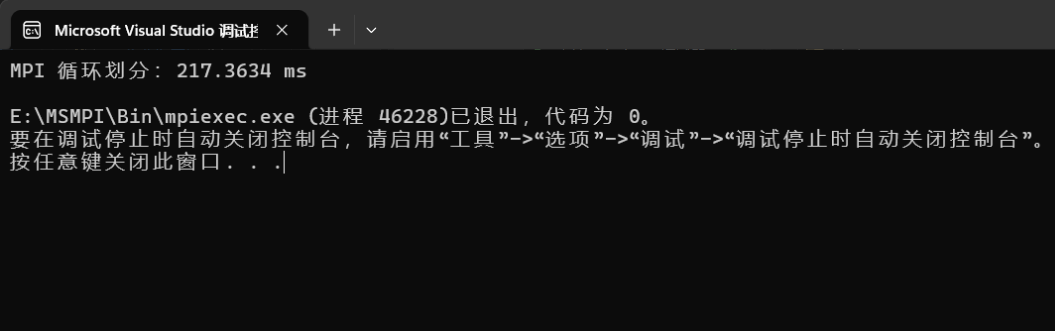 Microsoft Visual Studio 调试
MPI 循环划分: 217.3634 ms
E:\MSMPI\Bin\mpiexec.exe (进程 46228)已退出，代码为 0。
要在调试停止时自动关闭控制台，请启用“工具”->“选项”->“调试”->“调试停止时自动关闭控制台”。
按任意键关闭此窗口. . .